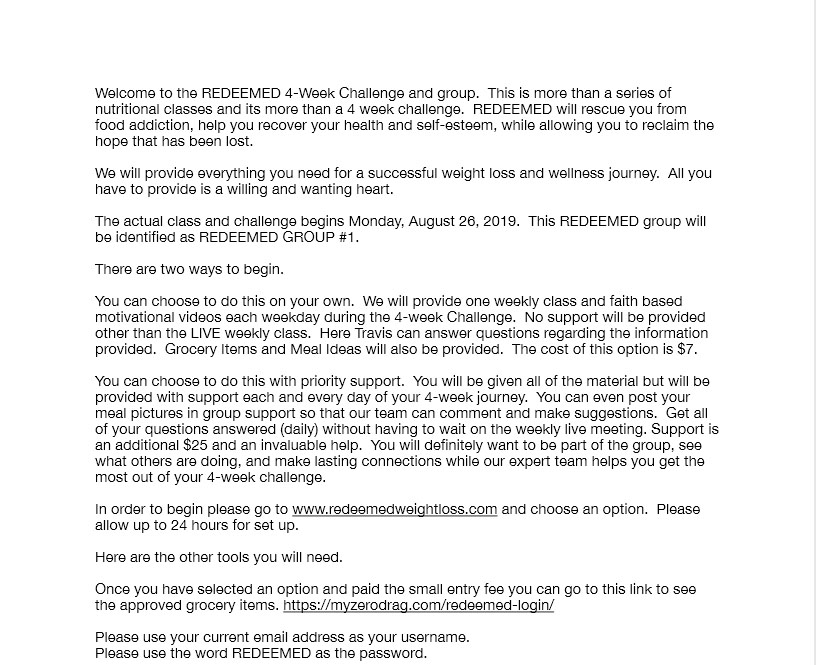 Welcome to the REDEEMED 4-Week Challenge and group.  This is more than a series of
nutritional classes and its more than a 4 week challenge.  REDEEMED will rescue you from
food addiction, help you recover your health and self-esteem, while allowing you to reclaim the
hope that has been lost.
We will provide everything you need for a successful weight loss and wellness journey.  All you
have to provide is a willing and wanting heart.
The actual class and challenge begins Monday, August 26, 2019.  This REDEEMED group will
be identified as REDEEMED GROUP #1.
There are two ways to begin.
You can choose to do this on your own.  We will provide one weekly class and faith based
motivational videos each weekday during the 4-week Challenge.  No support will be provided
other than the LIVE weekly class.  Here Travis can answer questions regarding the information
provided.  Grocery Items and Meal Ideas will also be provided.  The cost of this option is $7.
You can choose to do this with priority support.  You will be given all of the material but will be
provided with support each and every day of your 4-week journey.  You can even post your
meal pictures in group support so that our team can comment and make suggestions.  Get all
of your questions answered (daily) without having to wait on the weekly live meeting. Support is
an additional $25 and an invaluable help.  You will definitely want to be part of the group, see
what others are doing, and make lasting connections while our expert team helps you get the
most out of your 4-week challenge.
In order to begin please go to www.redeemedweightloss.com and choose an option.  Please
allow up to 24 hours for set up.
Here are the other tools you will need.
Once you have selected an option and paid the small entry fee you can go to this link to see
the approved grocery items. https://myzerodrag.com/redeemed-login/
Please use your current email address as your username.
Please use the word REDEEMED as the password.